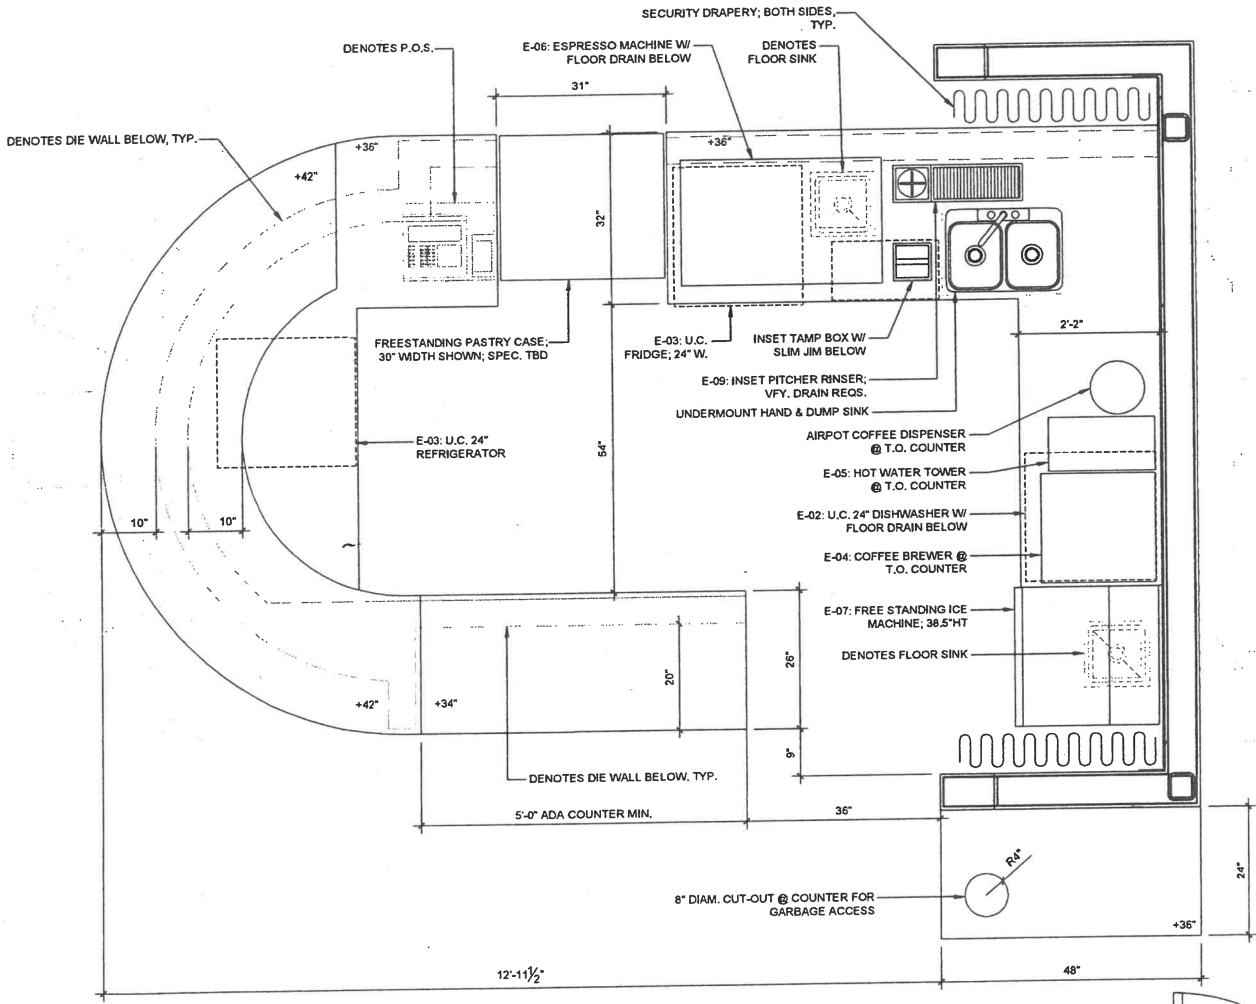 SECURITY DRAPERY; BOTH SIDES,
TYP.
DENOTES P.O.S.
E-06: ESPRESSO MACHINE W/
FLOOR DRAIN BELOW
DENOTES
FLOOR SINK
31"
DENOTES DIE WALL BELOW, TYP.
+36"
+36"
+42"
32"
2'-2"
FREESTANDING PASTRY CASE;
30" WIDTH SHOWN; SPEC. TBD
E-03: U.C.
FRIDGE; 24" W.
INSET TAMP BOX W/
SLIM JIM BELOW
E-09: INSET PITCHER RINSER;
VFY. DRAIN REQS.
UNDERMOUNT HAND & DUMP SINK
AIRPOT COFFEE DISPENSER
@ T.O. COUNTER
E-03: U.C. 24"
REFRIGERATOR
54"
E-05: HOT WATER TOWER
@ T.O. COUNTER
10"
10"
E-02: U.C. 24" DISHWASHER W/
FLOOR DRAIN BELOW
E-04: COFFEE BREWER @
T.O. COUNTER
E-07: FREE STANDING ICE
MACHINE; 38.5"HT
DENOTES FLOOR SINK
20"
26"
+42"
+34"
9"
DENOTES DIE WALL BELOW, TYP.
5'-0" ADA COUNTER MIN.
36"
R4"
24"
8" DIAM. CUT-OUT @ COUNTER FOR
GARBAGE ACCESS
+36"
12'-11½"
48"